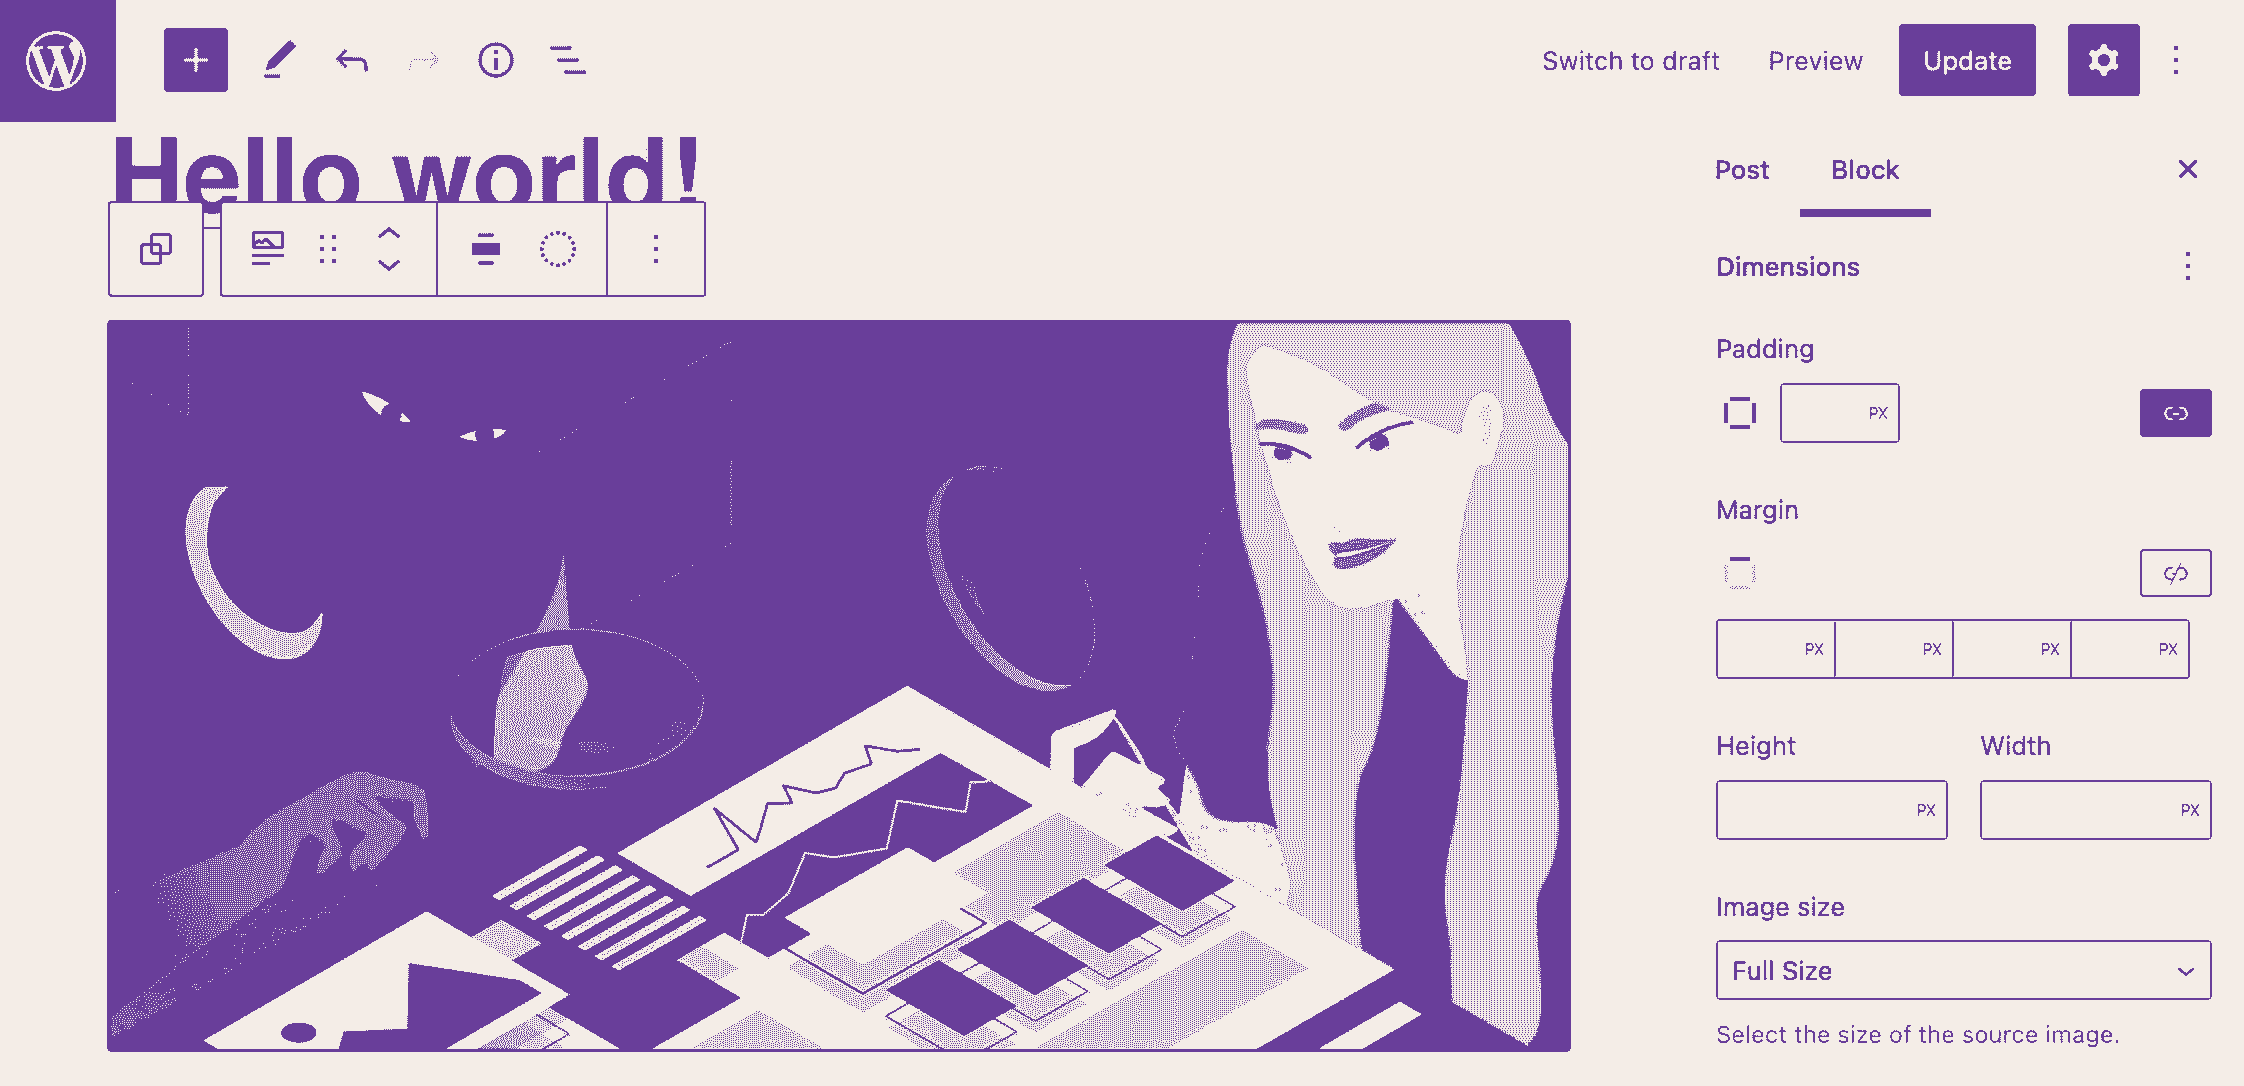 Switch to draft Preview Update
Hello world!
Post Block
Dimensions
Padding
PX
Margin
PX PX PX PX
Height Width
PX PX
Image size
Full Size
Select the size of the source image.